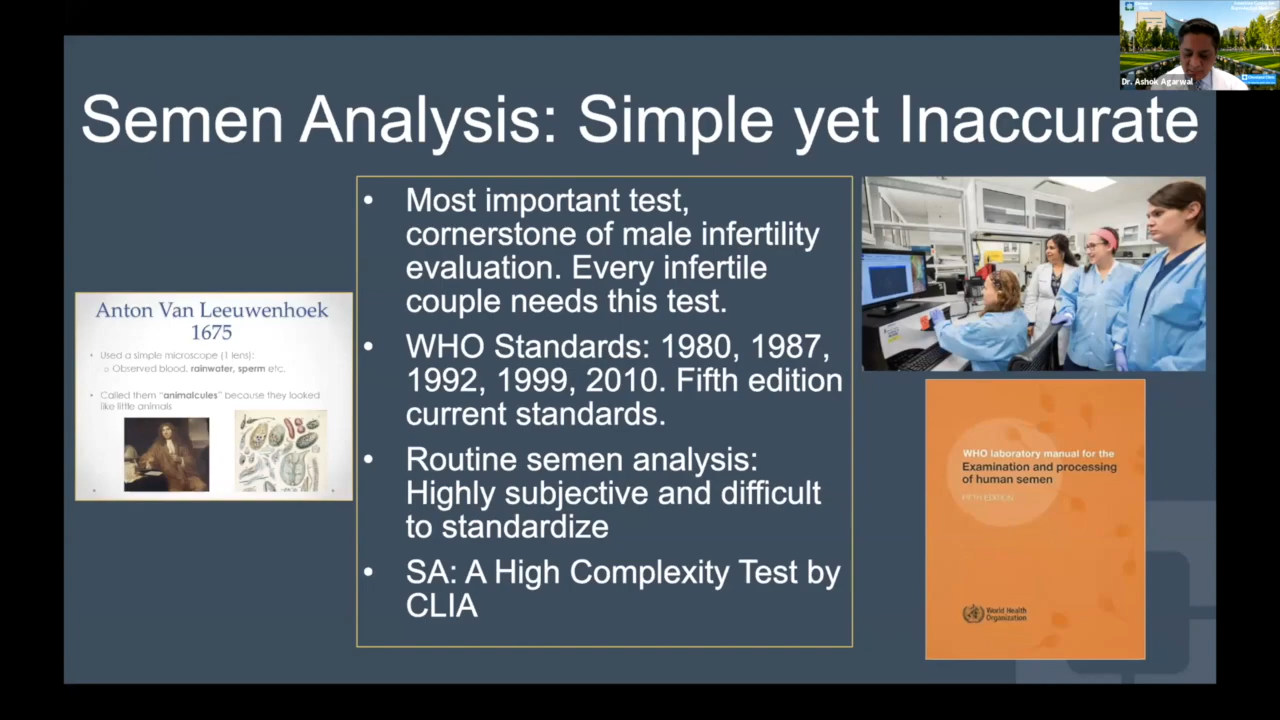 Dr. Ashok Agarwal
Semen Analysis: Simple yet Inaccurate
Anton Van Leeuwenhoek
1675
• Used a simple microscope (1 lens):
○ Observed blood, rainwater, sperm etc.
• Called them “animalcules” because they looked
like little animals
• Most important test,
cornerstone of male infertility
evaluation. Every infertile
couple needs this test.
• WHO Standards: 1980, 1987,
1992, 1999, 2010. Fifth edition
current standards.
• Routine semen analysis:
Highly subjective and difficult
to standardize
• SA: A High Complexity Test by
CLIA
WHO laboratory manual for the
Examination and processing
of human semen
FIFTH EDITION
World Health
Organization